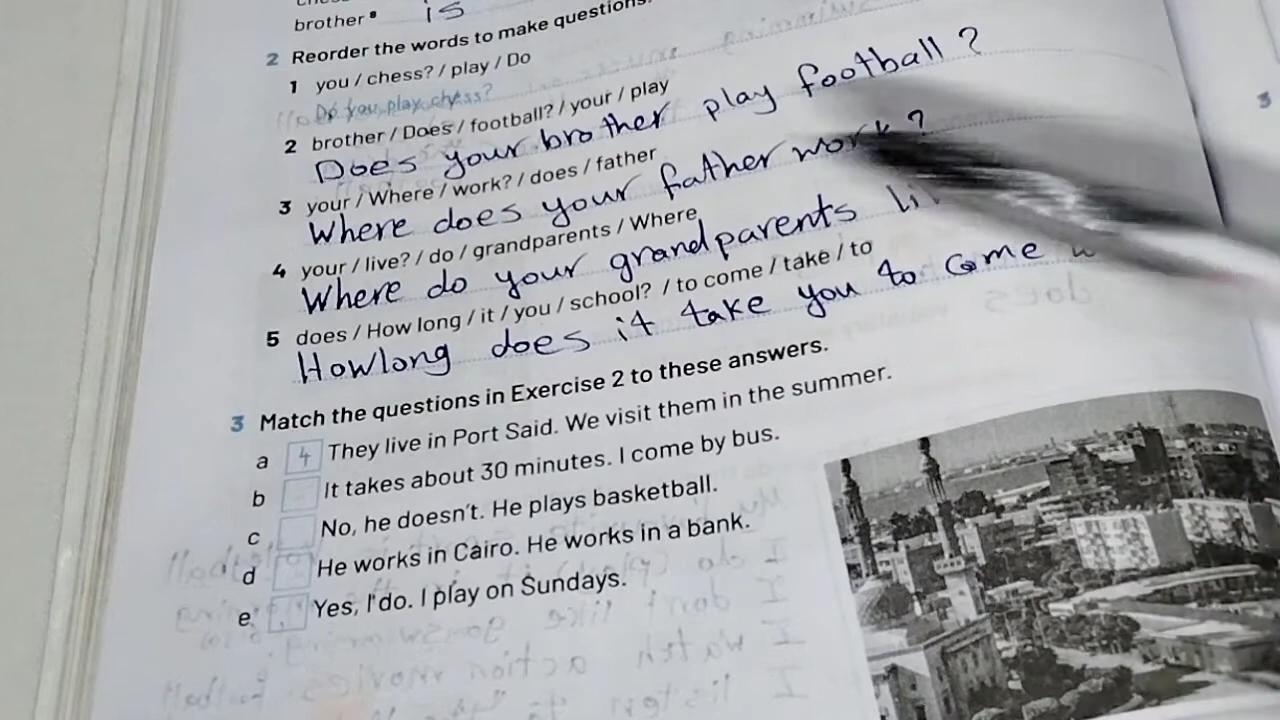 brother is
2 Reorder the words to make questions.
1 you / chess? / play / Do
Do you play chess?
2 brother / Does / football? / your / play
Does your brother play football?
3 your / Where / work? / does / father
Where does your father work?
4 your / live? / do / grandparents / Where
Where do your grandparents li
5 does / How long / it / you / school? / to come / take / to
Howlong does it take you to come
3 Match the questions in Exercise 2 to these answers.
a 4 They live in Port Said. We visit them in the summer.
b It takes about 30 minutes. I come by bus.
c No, he doesn't. He plays basketball.
d He works in Cairo. He works in a bank.
e Yes, I do. I play on Sundays.